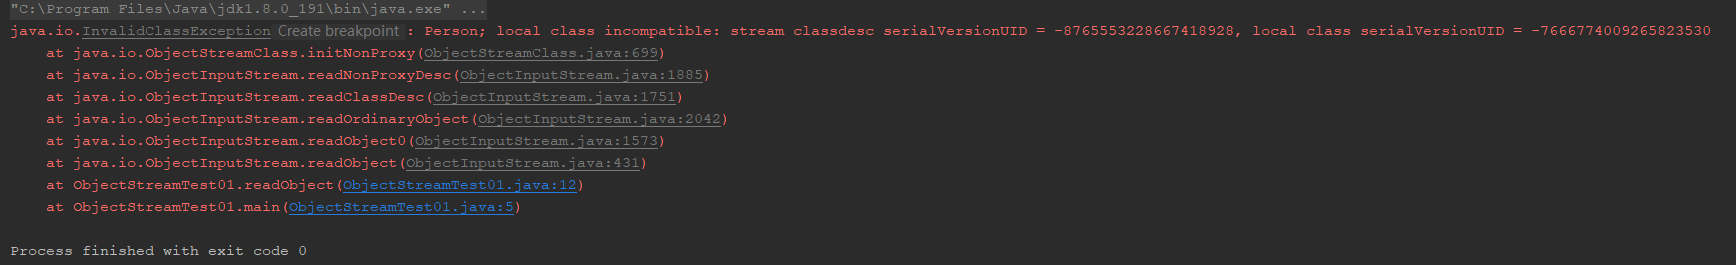 "C:\Program Files\Java\jdk1.8.0_191\bin\java.exe" ...
java.io.InvalidClassException Create breakpoint : Person; local class incompatible: stream classdesc serialVersionUID = -8765553228667418928, local class serialVersionUID = -7666774009265823530
at java.io.ObjectStreamClass.initNonProxy(ObjectStreamClass.java:699)
at java.io.ObjectInputStream.readNonProxyDesc(ObjectInputStream.java:1885)
at java.io.ObjectInputStream.readClassDesc(ObjectInputStream.java:1751)
at java.io.ObjectInputStream.readOrdinaryObject(ObjectInputStream.java:2042)
at java.io.ObjectInputStream.readObject0(ObjectInputStream.java:1573)
at java.io.ObjectInputStream.readObject(ObjectInputStream.java:431)
at ObjectStreamTest01.readObject(ObjectStreamTest01.java:12)
at ObjectStreamTest01.main(ObjectStreamTest01.java:5)
Process finished with exit code 0